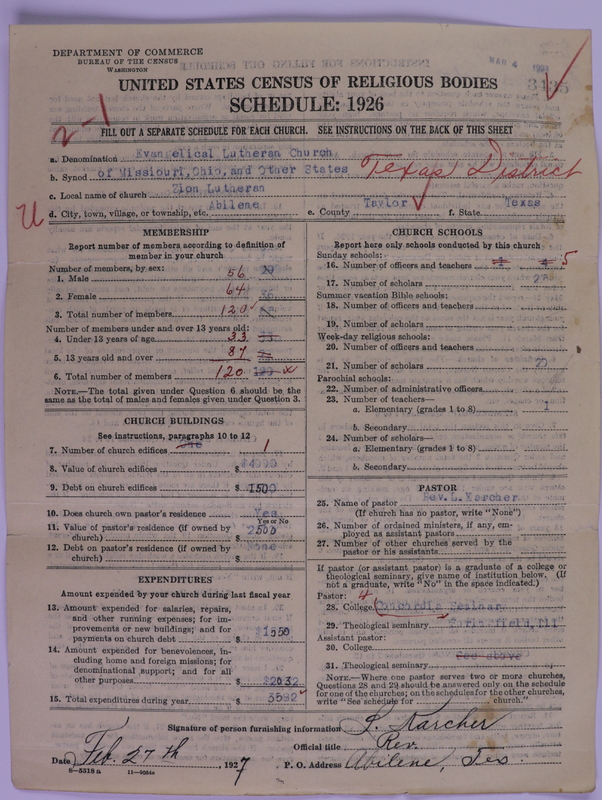 DEPARTMENT OF COMMERCE
BUREAU OF THE CENSUS
WASHINGTON
MAR 4
UNITED STATES CENSUS OF RELIGIOUS BODIES
SCHEDULE: 1926
2-1
FILL OUT A SEPARATE SCHEDULE FOR EACH CHURCH. SEE INSTRUCTIONS ON THE BACK OF THIS SHEET
a. Denomination Evangelical Lutheran Church
b. Synod of Missouri, Ohio, and Other States Texas District
c. Local name of church Zion Lutheran
U
d. City, town, village, or township, etc. Abilene e. County Taylor f. State Texas
MEMBERSHIP
Report number of members according to definition of
member in your church
Number of members, by sex:
1. Male 56
2. Female 64
3. Total number of members 120
Number of members under and over 13 years old:
4. Under 13 years of age 33
5. 13 years old and over 87
6. Total number of members 120 x
NOTE.—The total given under Question 6 should be the
same as the total of males and females given under Question 3.
CHURCH BUILDINGS
See instructions, paragraphs 10 to 12
7. Number of church edifices One 1
8. Value of church edifices $ $4000
9. Debt on church edifices $ 1500
10. Does church own pastor's residence Yes
Yes or No
11. Value of pastor's residence (if owned by
church) $ 2500
12. Debt on pastor's residence (if owned by
church) $ None
EXPENDITURES
Amount expended by your church during last fiscal year
13. Amount expended for salaries, repairs,
and other running expenses; for im-
provements or new buildings; and for
payments on church debt $ $1550
14. Amount expended for benevolences, in-
cluding home and foreign missions; for
denominational support; and for all
other purposes $ $2032
15. Total expenditures during year $ 3592
CHURCH SCHOOLS
Report here only schools conducted by this church
Sunday schools:
16. Number of officers and teachers 4 5
17. Number of scholars
Summer vacation Bible schools:
18. Number of officers and teachers
19. Number of scholars
Week-day religious schools:
20. Number of officers and teachers
21. Number of scholars 20
Parochial schools:
22. Number of administrative officers
23. Number of teachers—
a. Elementary (grades 1 to 8) 1
b. Secondary
24. Number of scholars—
a. Elementary (grades 1 to 8)
b. Secondary
PASTOR
25. Name of pastor Rev. L. Karcher
(If church has no pastor, write "None")
26. Number of ordained ministers, if any, em-
ployed as assistant pastors
27. Number of other churches served by the
pastor or his assistants
If pastor (or assistant pastor) is a graduate of a college or
theological seminary, give name of institution below. (If
not a graduate, write "No" in the space indicated.)
Pastor: 4
28. College Concordia Seminar
29. Theological seminary Springfield, Ill
Assistant pastor:
30. College
See above
31. Theological seminary
NOTE.—Where one pastor serves two or more churches,
Questions 28 and 29 should be answered only on the schedule
for one of the churches; on the schedules for the other churches,
write "See schedule for church."
Signature of person furnishing information L. Karcher
Official title Rev.
Date Feb. 27th, 1927 P. O. Address Abilene, Tex.
8—5518 a